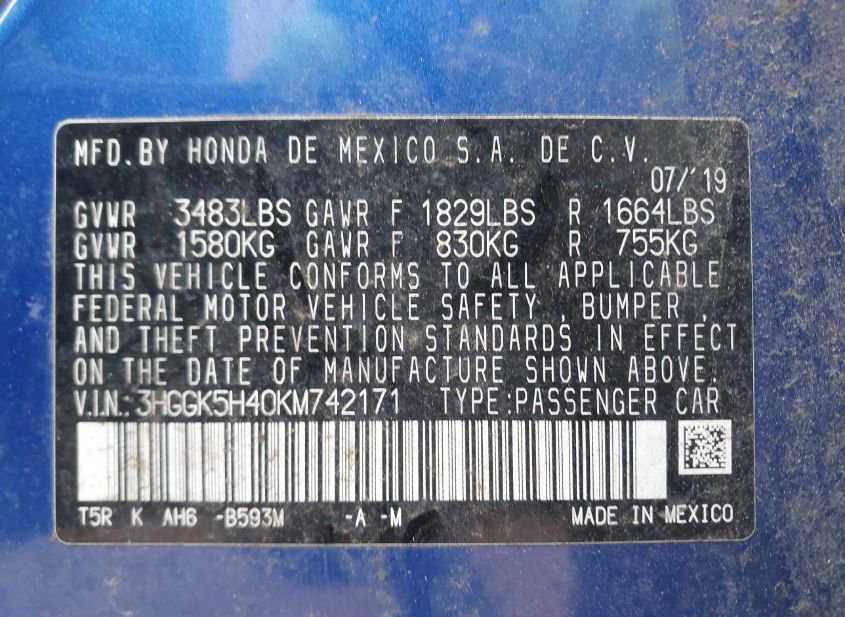 MFD.BY HONDA DE MEXICO S.A. DE C.V.
07/'19
GVWR 3483LBS GAWR F 1829LBS R 1664LBS
GVWR 1580KG GAWR F 830KG R 755KG
THIS VEHICLE CONFORMS TO ALL APPLICABLE
FEDERAL MOTOR VEHICLE SAFETY , BUMPER ,
AND THEFT PREVENTION STANDARDS IN EFFECT
ON THE DATE OF MANUFACTURE SHOWN ABOVE.
V.I.N.: 3HGGK5H40KM742171 TYPE:PASSENGER CAR
T5R K AH6 -B593M -A -M MADE IN MEXICO